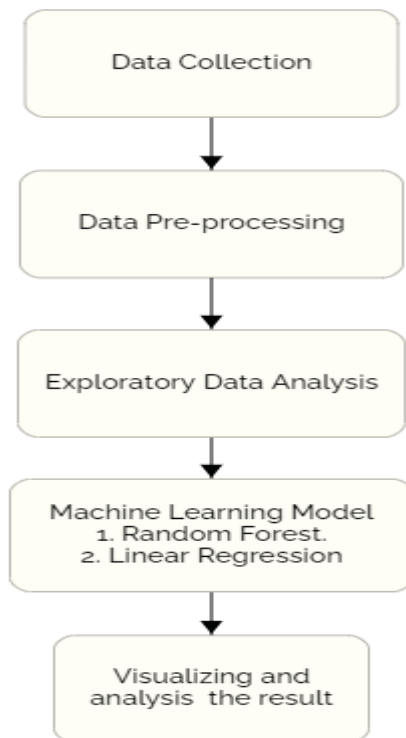 Data Collection
Data Pre-processing
Exploratory Data Analysis
Machine Learning Model
1. Random Forest.
2. Linear Regression
Visualizing and
analysis the result